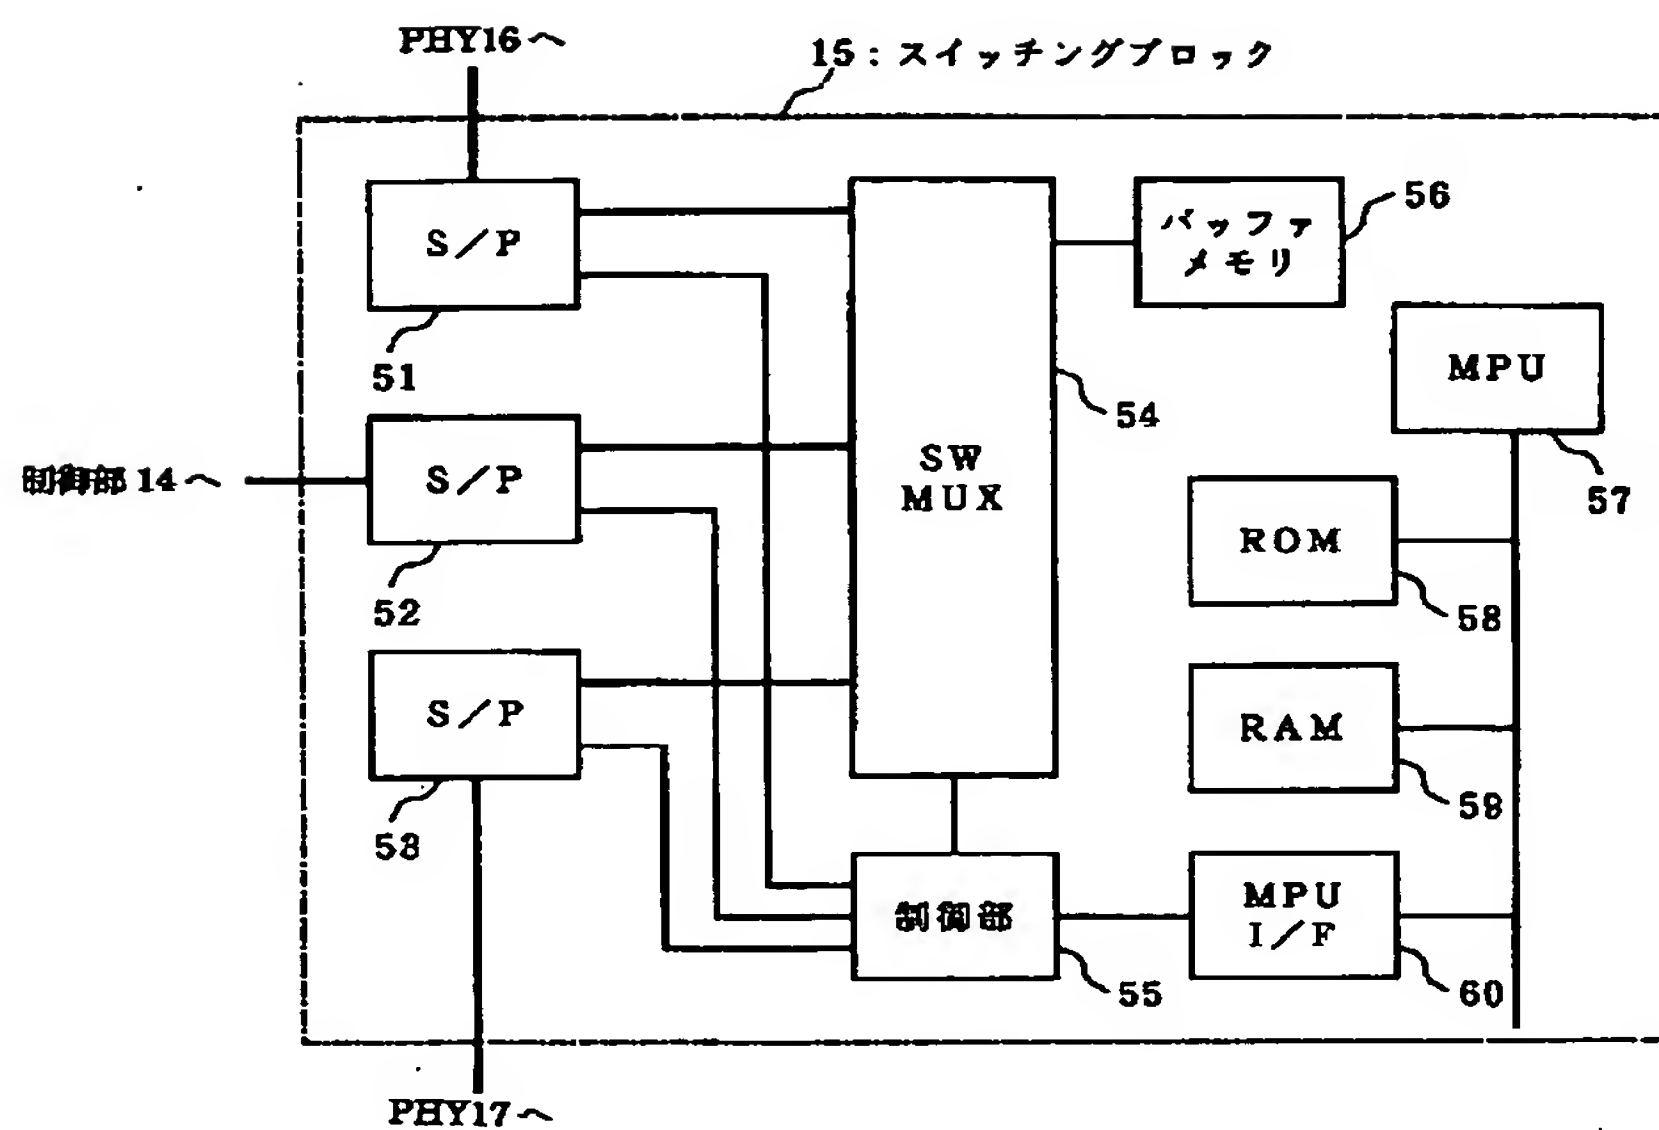 PHY16へ
15:スイッチングブロック
S/P
51
制御部14へ
S/P
52
S/P
53
PHY17へ
SW
MUX
54
バッファ
メモリ
56
MPU
57
ROM
58
RAM
59
制御部
55
MPU
I/F
60